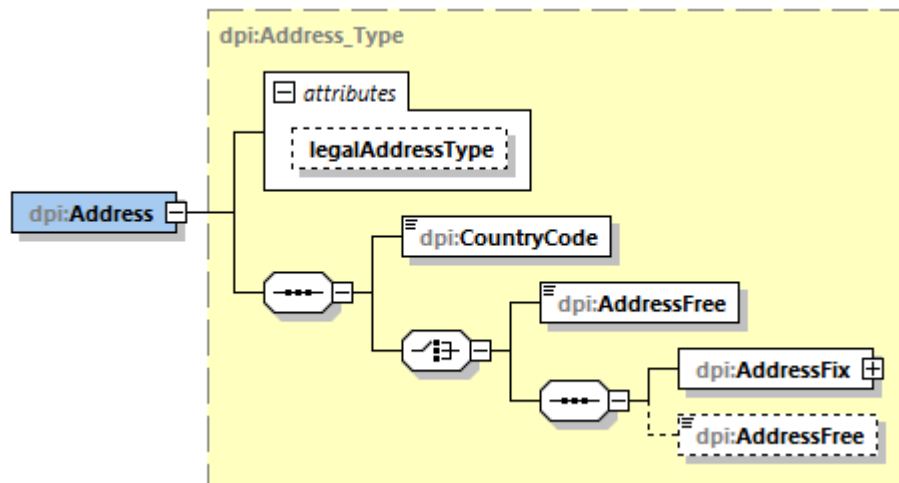 dpi:Address_Type
attributes
legalAddressType
dpi:Address
dpi:CountryCode
dpi:AddressFree
dpi:AddressFix
dpi:AddressFree